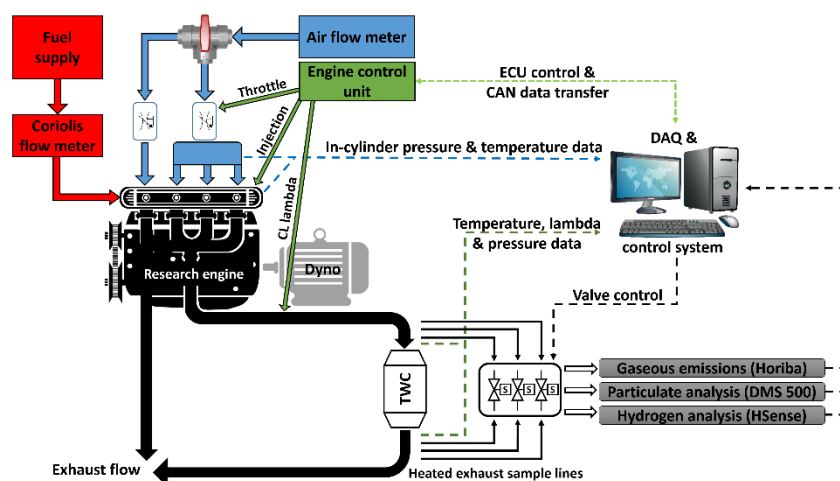 Fuel
supply
Air flow meter
Engine control
unit
ECU control &
CAN data transfer
Throttle
Coriolis
flow meter
Injection
In-cylinder pressure & temperature data
DAQ &
control system
CL lambda
Temperature, lambda
& pressure data
Research engine
Dyno
Valve control
TWC
S
S
S
Gaseous emissions (Horiba)
Particulate analysis (DMS 500)
Hydrogen analysis (HSense)
Exhaust flow
Heated exhaust sample lines